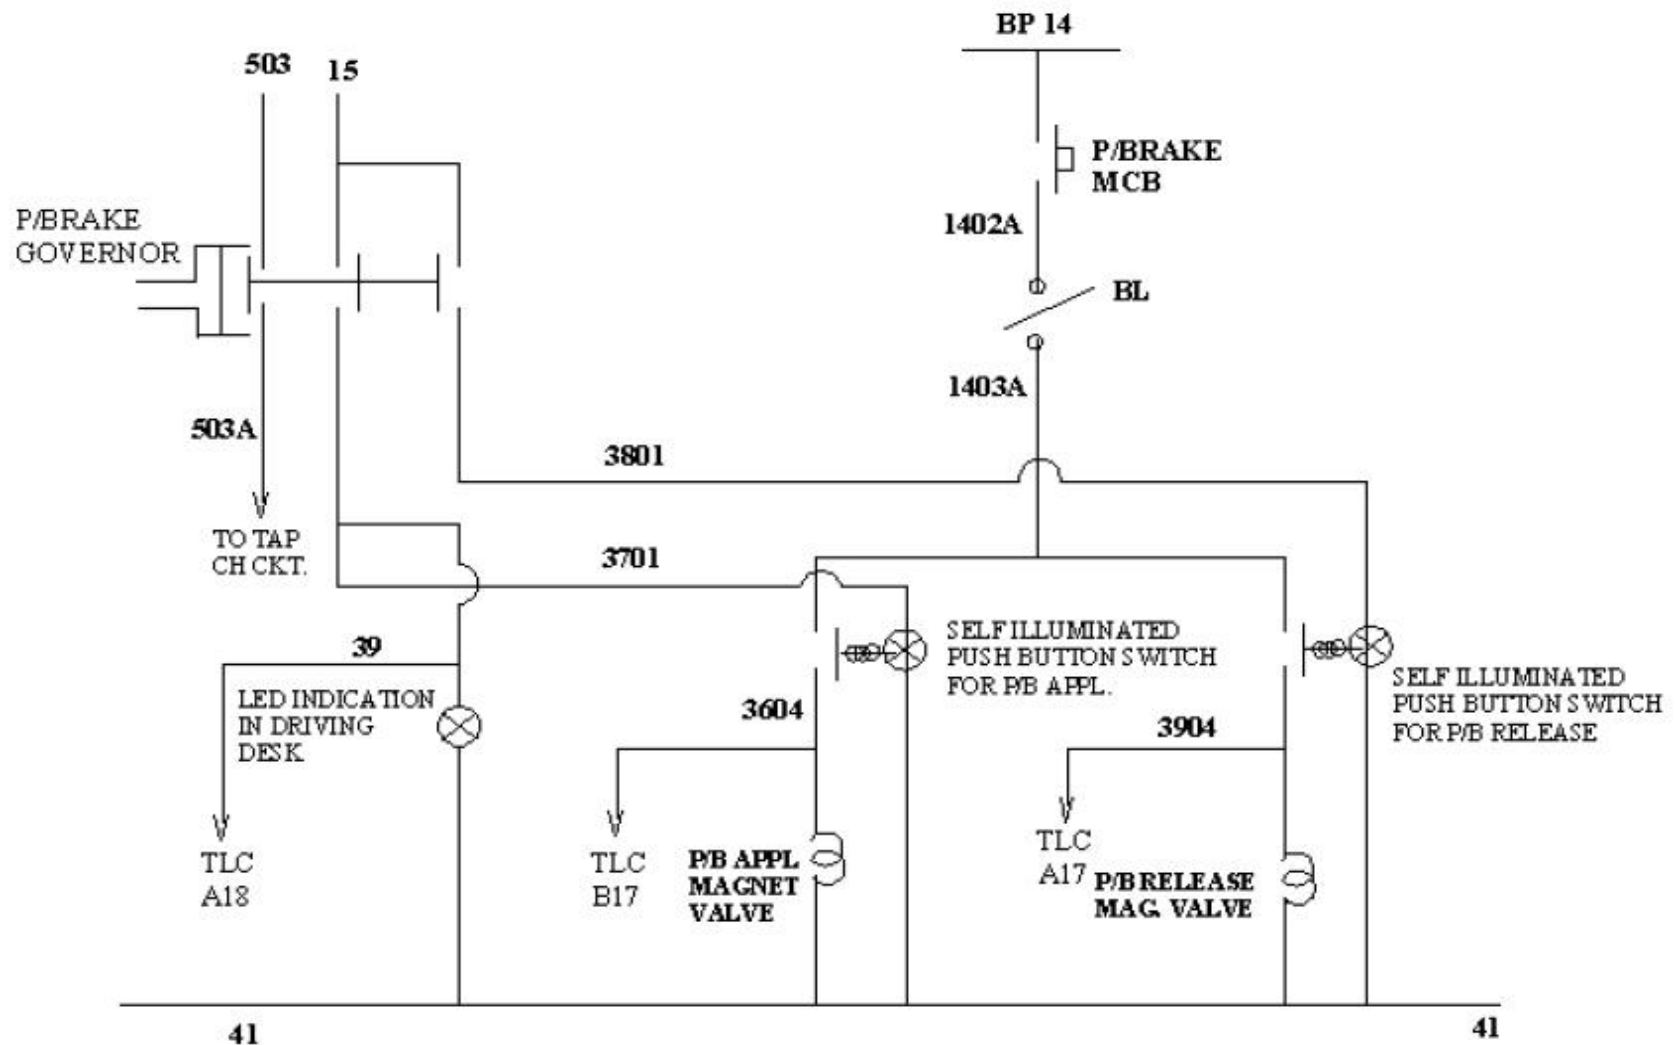 BP 14
503
15
P/BRAKE
MCB
P/BRAKE
GOVERNOR
1402A
BL
1403A
503A
3801
TO TAP
CH CKT.
3701
39
SELF ILLUMINATED
PUSH BUTTON SWITCH
FOR P/B APPL.
SELF ILLUMINATED
PUSH BUTTON SWITCH
FOR P/B RELEASE
LED INDICATION
IN DRIVING
DESK
3604
3904
TLC
A18
TLC
B17
P/B APPL
MAGNET
VALVE
TLC
A17
P/B RELEASE
MAG. VALVE
41
41